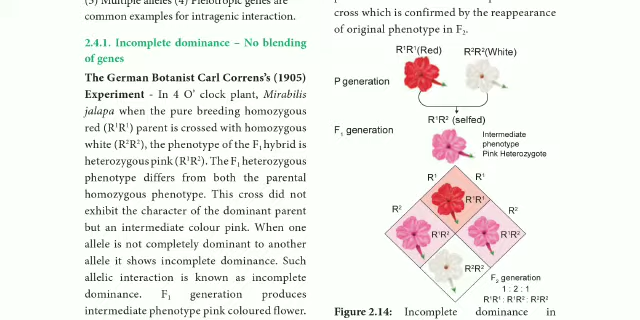 (3) Multiple alleles (4) Pleiotropic genes are
common examples for intragenic interaction.
2.4.1. Incomplete dominance – No blending
of genes
The German Botanist Carl Correns's (1905)
Experiment - In 4 O' clock plant, Mirabilis
jalapa when the pure breeding homozygous
red (R¹R¹) parent is crossed with homozygous
white (R²R²), the phenotype of the F₁ hybrid is
heterozygous pink (R¹R²). The F₁ heterozygous
phenotype differs from both the parental
homozygous phenotype. This cross did not
exhibit the character of the dominant parent
but an intermediate colour pink. When one
allele is not completely dominant to another
allele it shows incomplete dominance. Such
allelic interaction is known as incomplete
dominance. F₁ generation produces
intermediate phenotype pink coloured flower.
cross which is confirmed by the reappearance
of original phenotype in F₂.
R¹R¹(Red) R²R²(White)
P generation
R¹R² (selfed)
F₁ generation
Intermediate
phenotype
Pink Heterozygote
R¹ R¹
R¹R¹
R² R²
R¹R² R¹R²
R²R²
F₂ generation
1 : 2 : 1
R¹R¹ : R¹R² : R²R²
Figure 2.14: Incomplete dominance in